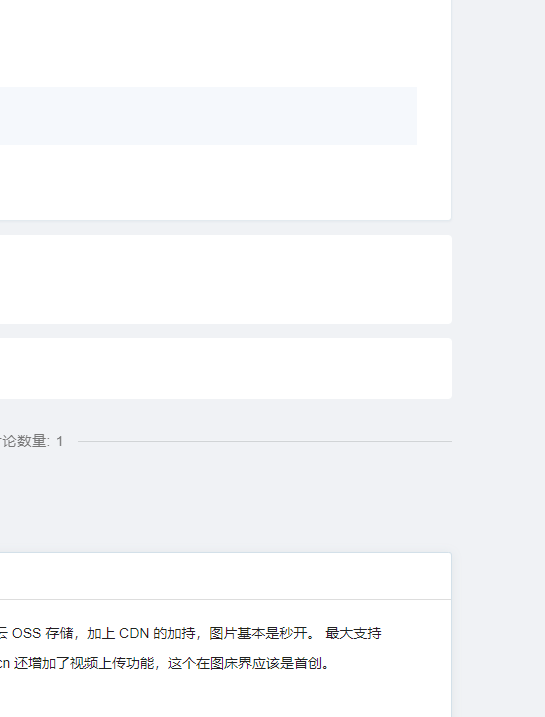 论数量: 1
云 OSS 存储，加上 CDN 的加持，图片基本是秒开。 最大支持
cn 还增加了视频上传功能，这个在图床界应该是首创。